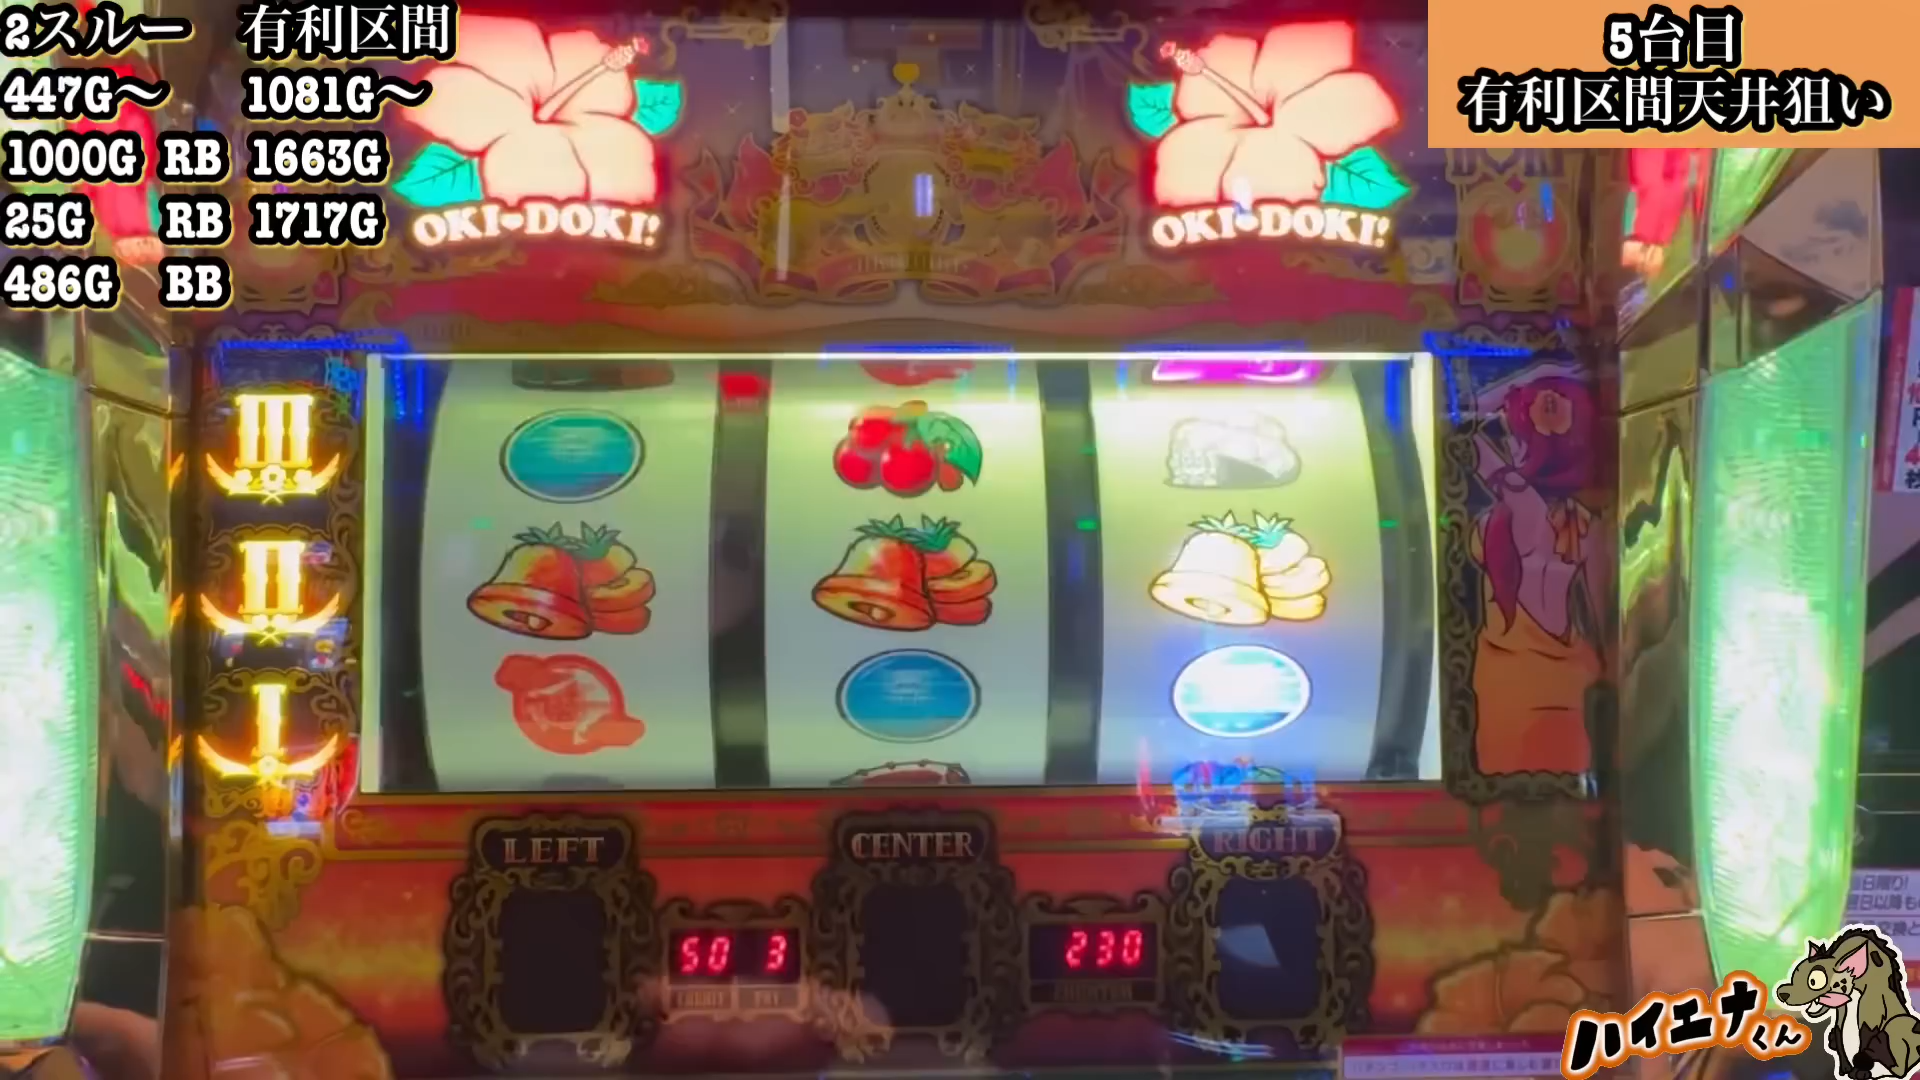 2スルー 有利区間
447G〜 1081G〜
1000G RB 1663G
25G RB 1717G
486G BB
5台目
有利区間天井狙い
OKI-DOKI!
OKI-DOKI!
III
II
I
LEFT
CENTER
RIGHT
50 3
230
ハイエナくん